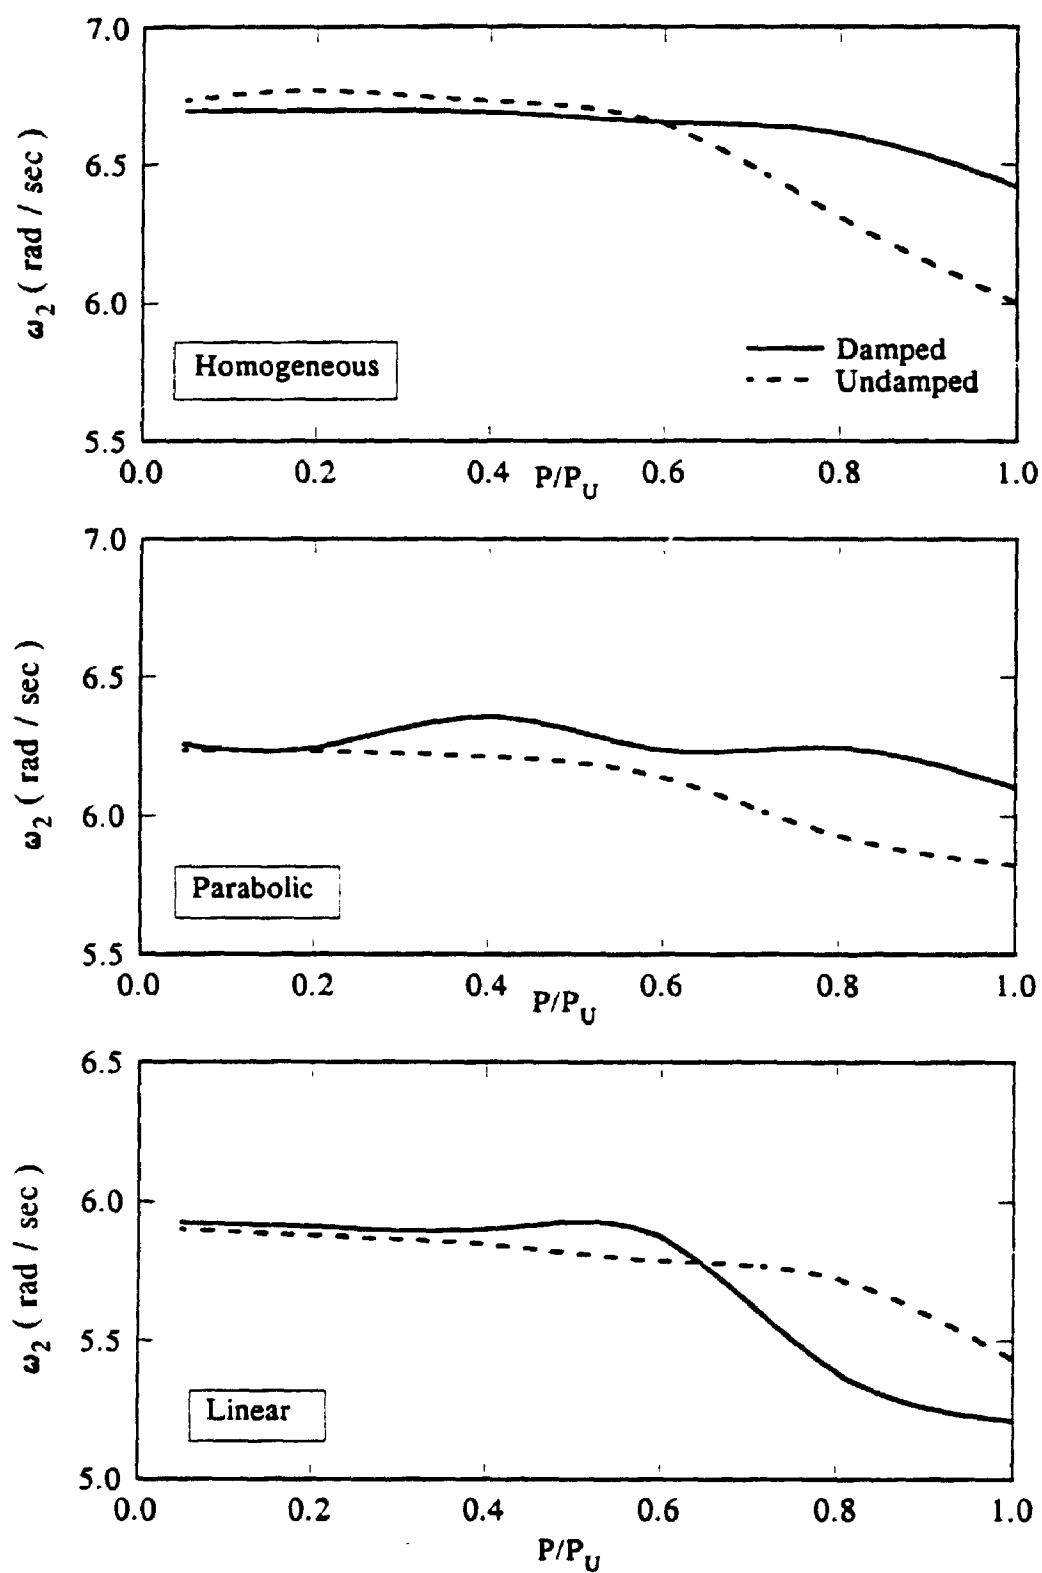 7.0
6.5
6.0
5.5
ω2 ( rad / sec )
Homogeneous
Damped
Undamped
0.0 0.2 0.4 P/PU 0.6 0.8 1.0
7.0
6.5
6.0
5.5
ω2 ( rad / sec )
Parabolic
0.0 0.2 0.4 0.6 0.8 1.0
P/PU
6.5
6.0
5.5
5.0
ω2 ( rad / sec )
Linear
0.0 0.2 0.4 0.6 0.8 1.0
P/PU